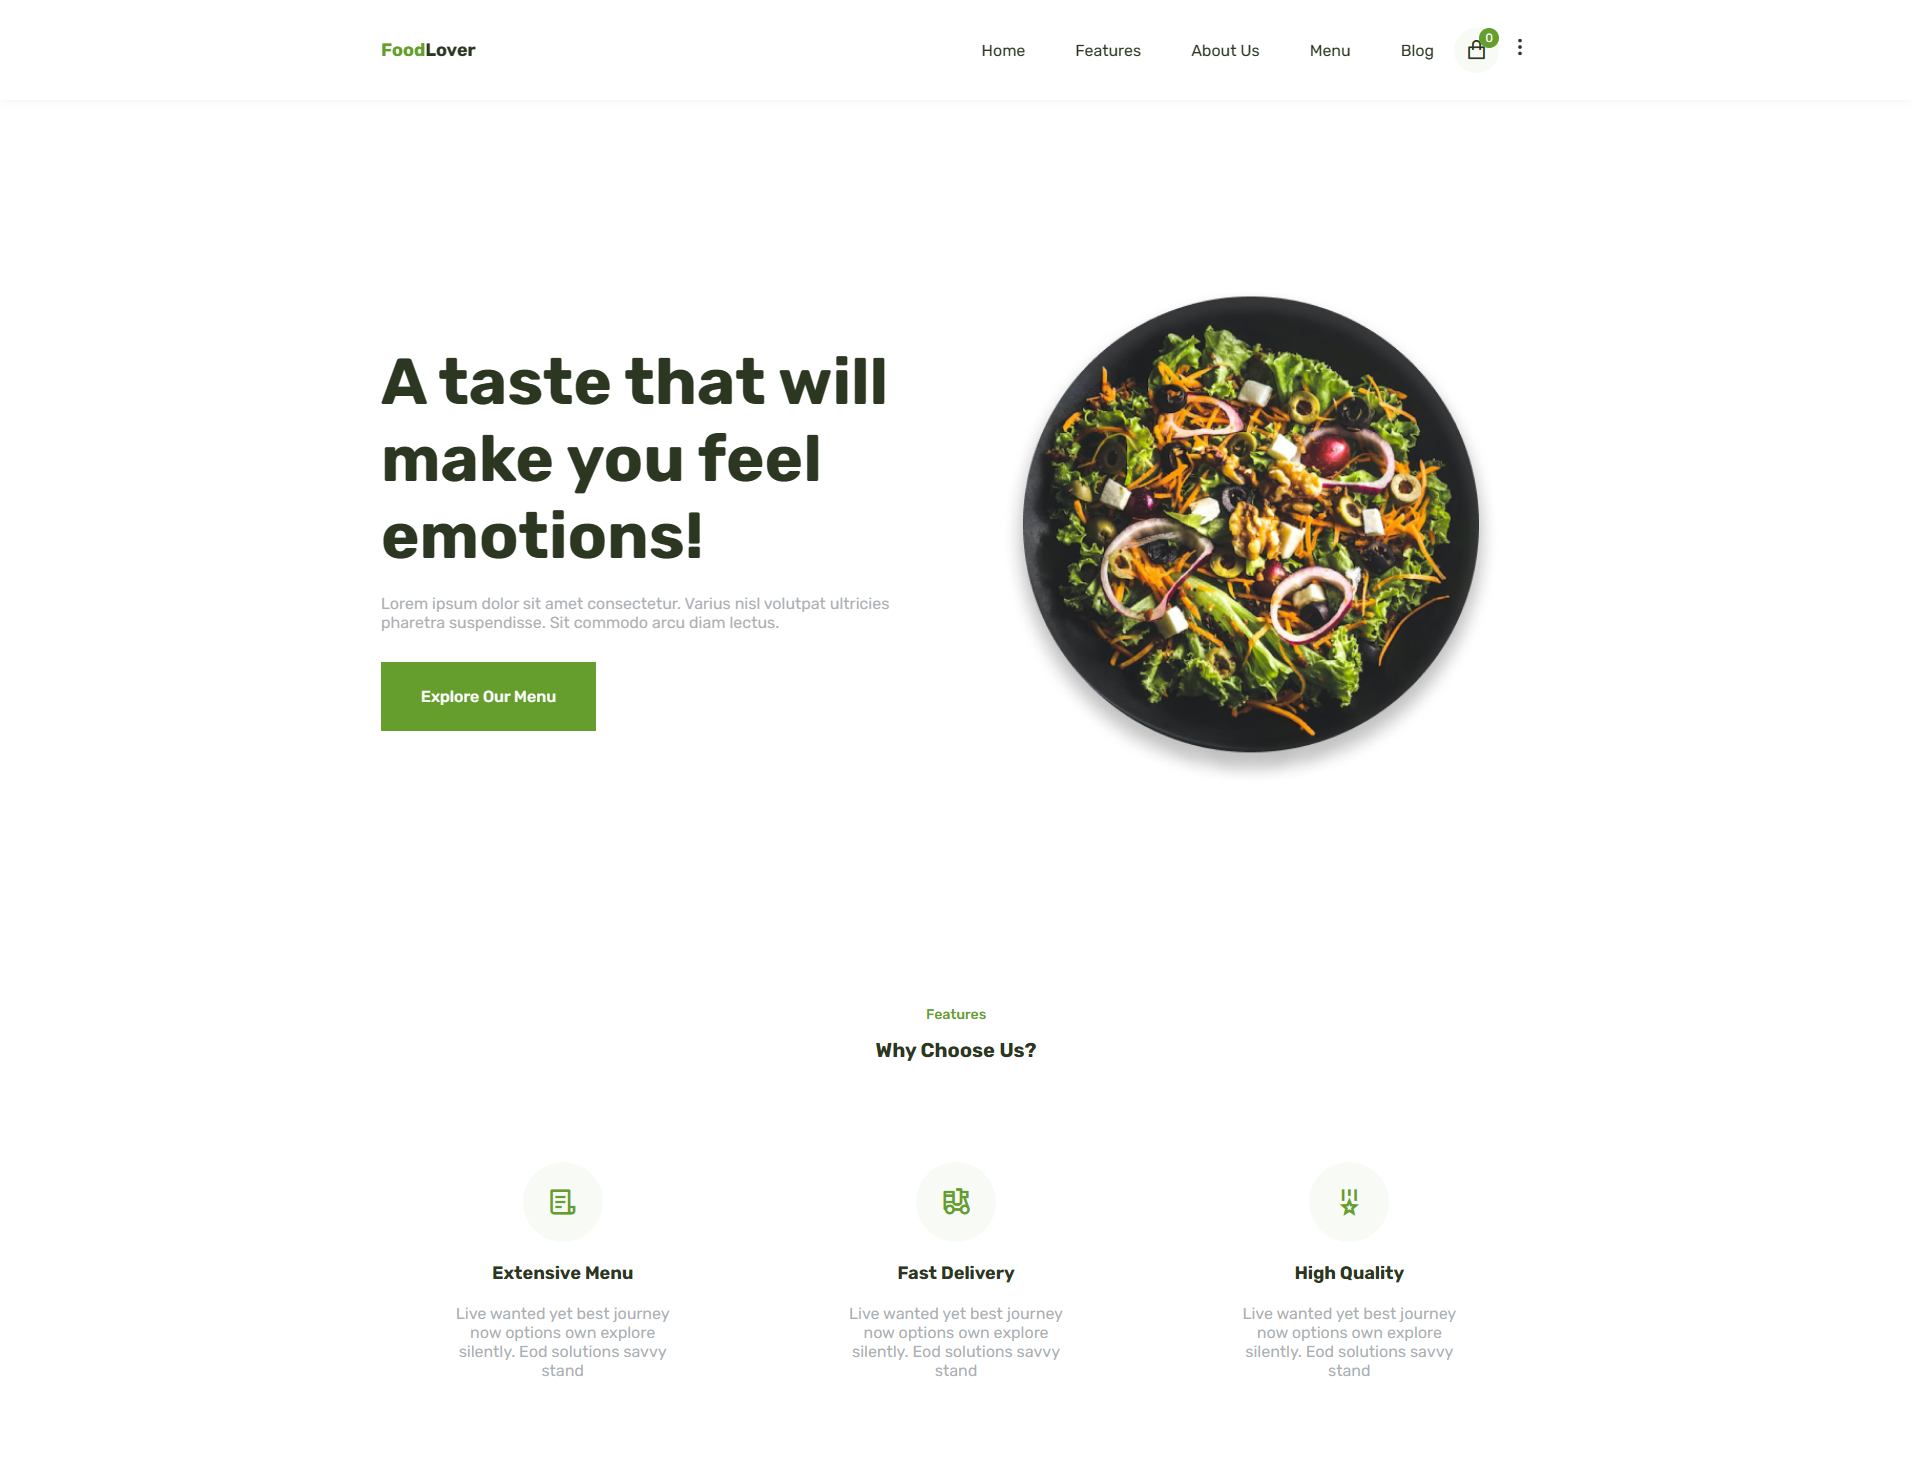 FoodLover
Home Features About Us Menu Blog 0
A taste that will
make you feel
emotions!
Lorem ipsum dolor sit amet consectetur. Varius nisl volutpat ultricies
pharetra suspendisse. Sit commodo arcu diam lectus.
Explore Our Menu
Features
Why Choose Us?
Extensive Menu
Live wanted yet best journey
now options own explore
silently. Eod solutions savvy
stand
Fast Delivery
Live wanted yet best journey
now options own explore
silently. Eod solutions savvy
stand
High Quality
Live wanted yet best journey
now options own explore
silently. Eod solutions savvy
stand